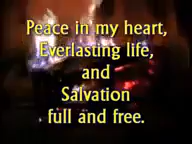 Peace in my heart,
Everlasting life,
and
Salvation
full and free.